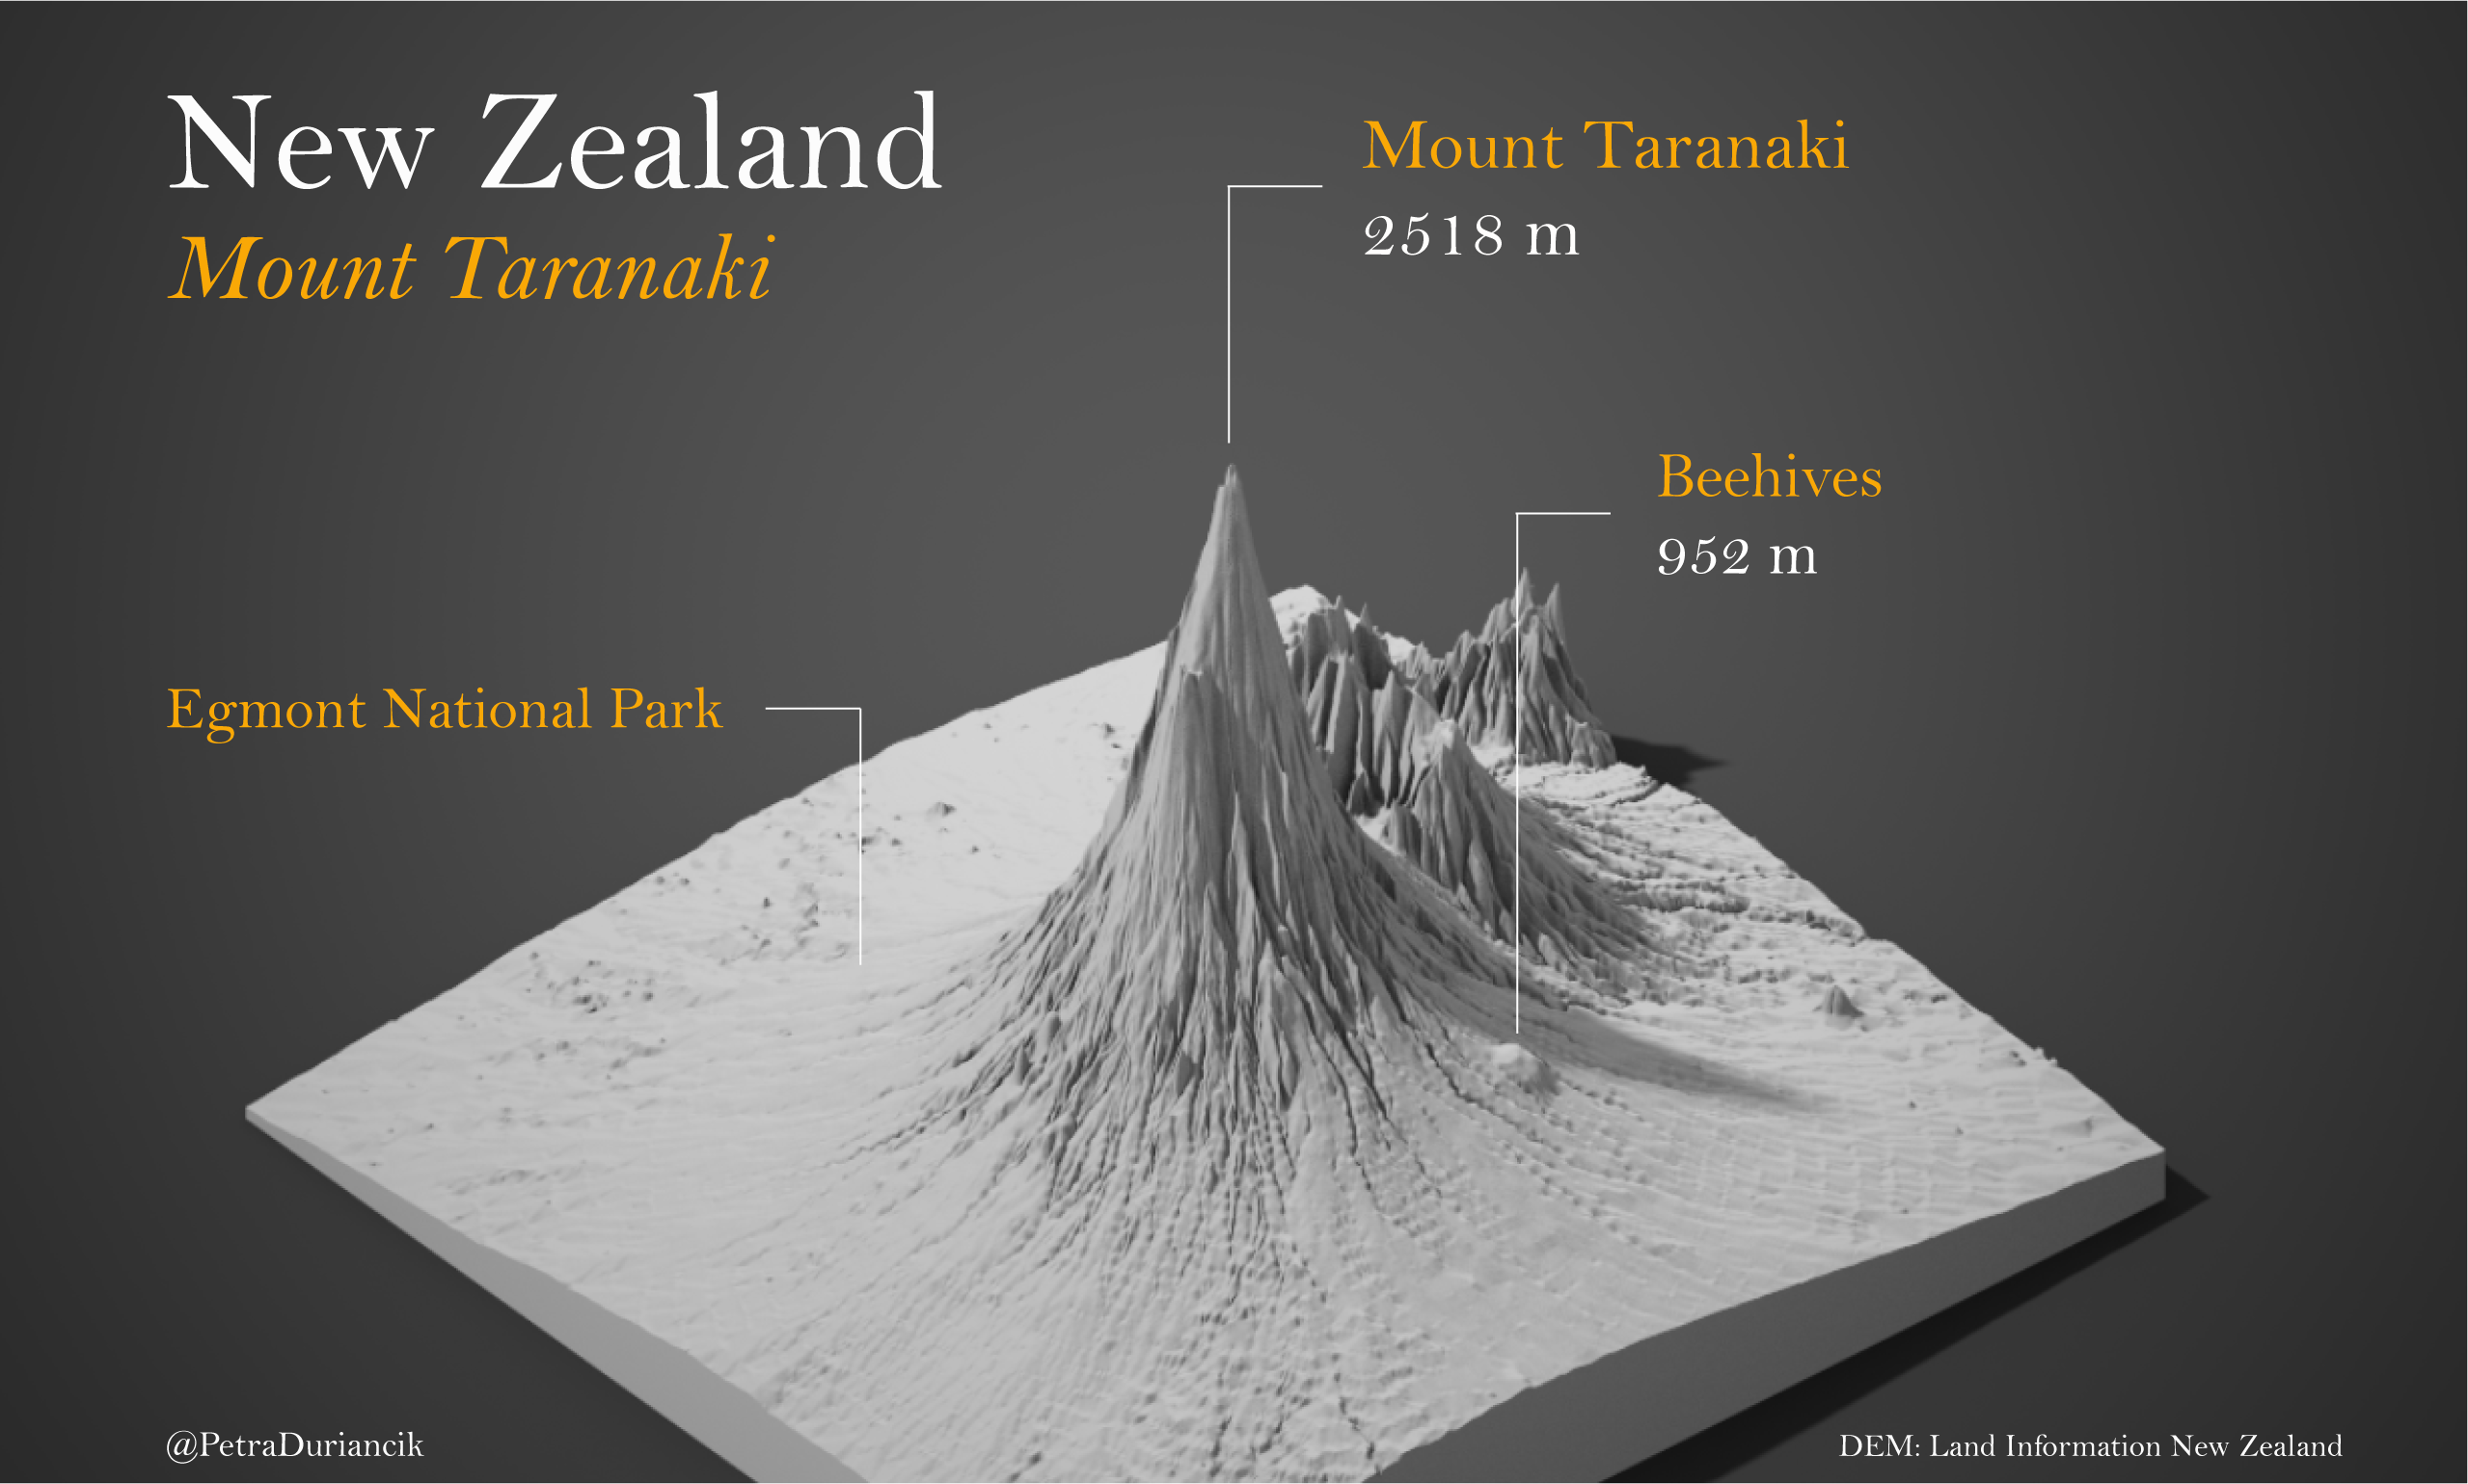 New Zealand
Mount Taranaki
Mount Taranaki
2518 m
Beehives
952 m
Egmont National Park
@PetraDuriancik
DEM: Land Information New Zealand